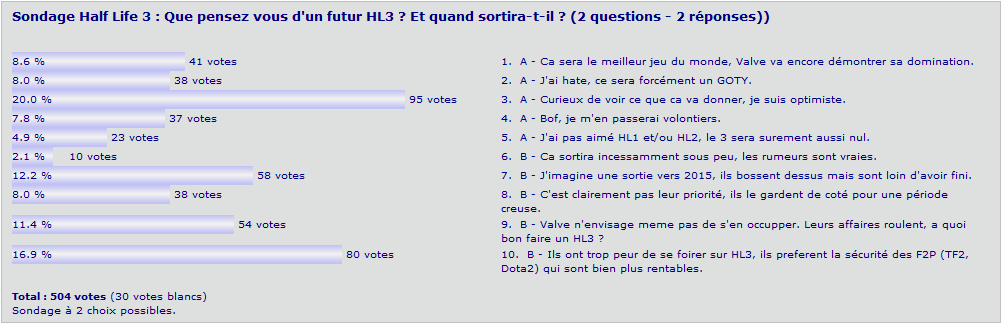 Sondage Half Life 3 : Que pensez vous d'un futur HL3 ? Et quand sortira-t-il ? (2 questions - 2 réponses))
8.6 % 41 votes 1. A - Ca sera le meilleur jeu du monde, Valve va encore démontrer sa domination.
8.0 % 38 votes 2. A - J'ai hate, ce sera forcément un GOTY.
20.0 % 95 votes 3. A - Curieux de voir ce que ca va donner, je suis optimiste.
7.8 % 37 votes 4. A - Bof, je m'en passerai volontiers.
4.9 % 23 votes 5. A - J'ai pas aimé HL1 et/ou HL2, le 3 sera surement aussi nul.
2.1 % 10 votes 6. B - Ca sortira incessamment sous peu, les rumeurs sont vraies.
12.2 % 58 votes 7. B - J'imagine une sortie vers 2015, ils bossent dessus mais sont loin d'avoir fini.
8.0 % 38 votes 8. B - C'est clairement pas leur priorité, ils le gardent de coté pour une période
creuse.
11.4 % 54 votes 9. B - Valve n'envisage meme pas de s'en occupper. Leurs affaires roulent, a quoi
bon faire un HL3 ?
16.9 % 80 votes 10. B - Ils ont trop peur de se foirer sur HL3, ils preferent la sécurité des F2P (TF2,
Dota2) qui sont bien plus rentables.
Total : 504 votes (30 votes blancs)
Sondage à 2 choix possibles.